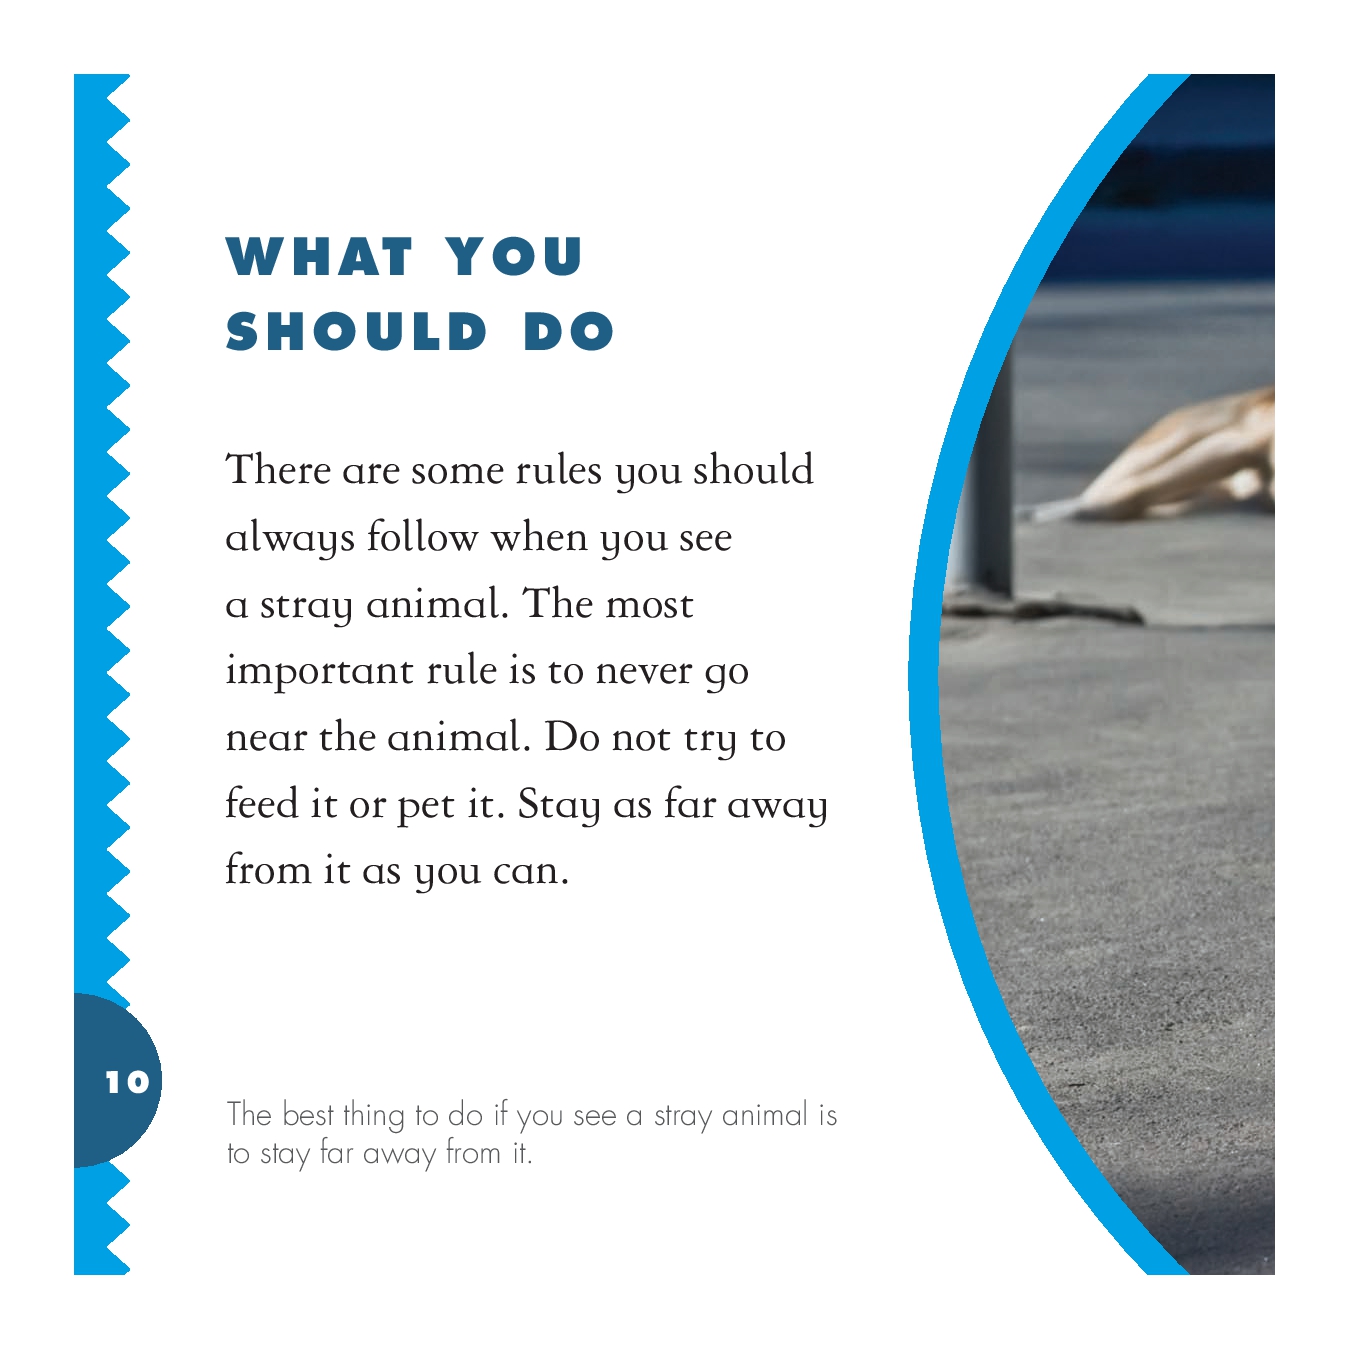 WHAT YOU
SHOULD DO
There are some rules you should
always follow when you see
a stray animal. The most
important rule is to never go
near the animal. Do not try to
feed it or pet it. Stay as far away
from it as you can.
10
The best thing to do if you see a stray animal is
to stay far away from it.